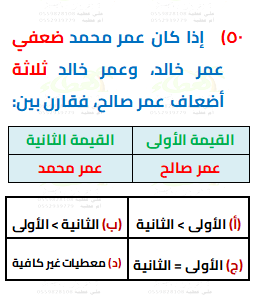 ٥٠) إذا كان عمر محمد ضعفي
عمر خالد، وعمر خالد ثلاثة
أضعاف عمر صالح، فقارن بين:
القيمة الأولى القيمة الثانية
عمر صالح عمر محمد
(أ) الأولى > الثانية (ب) الثانية > الأولى
(ج) الأولى = الثانية (د) معطيات غير كافية